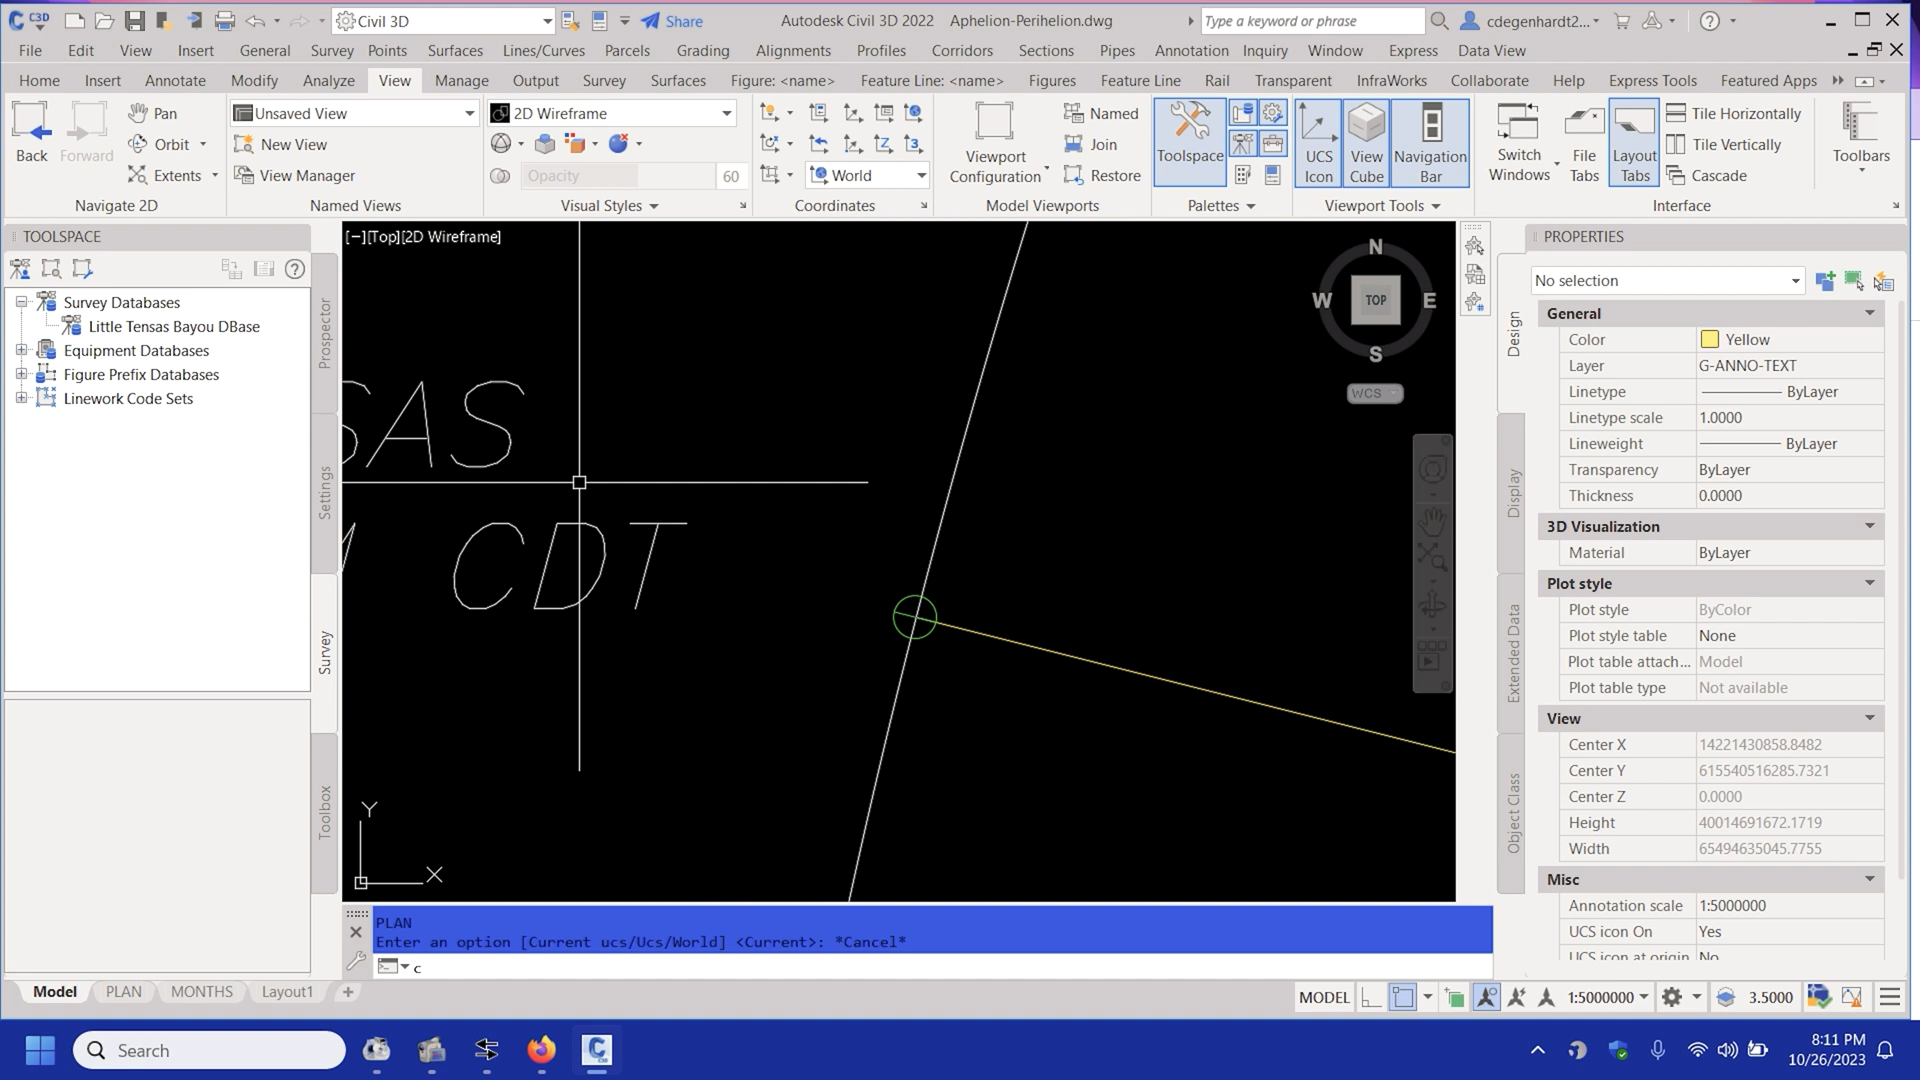 C3D
Civil 3D
Share
Autodesk Civil 3D 2022 Aphelion-Perihelion.dwg
Type a keyword or phrase
cdegenhardt2...
File Edit View Insert General Survey Points Surfaces Lines/Curves Parcels Grading Alignments Profiles Corridors Sections Pipes Annotation Inquiry Window Express Data View
Home Insert Annotate Modify Analyze View Manage Output Survey Surfaces Figure: <name> Feature Line: <name> Figures Feature Line Rail Transparent InfraWorks Collaborate Help Express Tools Featured Apps
Back
Forward
Pan
Orbit
Extents
Navigate 2D
Unsaved View
New View
View Manager
Named Views
2D Wireframe
Opacity 60
Visual Styles
World
Coordinates
Viewport
Configuration
Named
Join
Restore
Model Viewports
Toolspace
Palettes
UCS
Icon
View
Cube
Navigation
Bar
Viewport Tools
Switch
Windows
File
Tabs
Layout
Tabs
Tile Horizontally
Tile Vertically
Cascade
Interface
Toolbars
TOOLSPACE
Survey Databases
Little Tensas Bayou DBase
Equipment Databases
Figure Prefix Databases
Linework Code Sets
Prospector
Settings
Survey
Toolbox
[−][Top][2D Wireframe]
SAS
CDT
N
W TOP E
S
WCS
Y
X
PLAN
Enter an option [Current ucs/Ucs/World] <Current>: *Cancel*
c
PROPERTIES
No selection
Design
Display
Extended Data
Object Class
General
Color Yellow
Layer G-ANNO-TEXT
Linetype ByLayer
Linetype scale 1.0000
Lineweight ByLayer
Transparency ByLayer
Thickness 0.0000
3D Visualization
Material ByLayer
Plot style
Plot style ByColor
Plot style table None
Plot table attach... Model
Plot table type Not available
View
Center X 14221430858.8482
Center Y 615540516285.7321
Center Z 0.0000
Height 40014691672.1719
Width 65494635045.7755
Misc
Annotation scale 1:5000000
UCS icon On Yes
UCS icon at origin No
Model PLAN MONTHS Layout1 +
MODEL 1:5000000 3.5000
Search
8:11 PM
10/26/2023